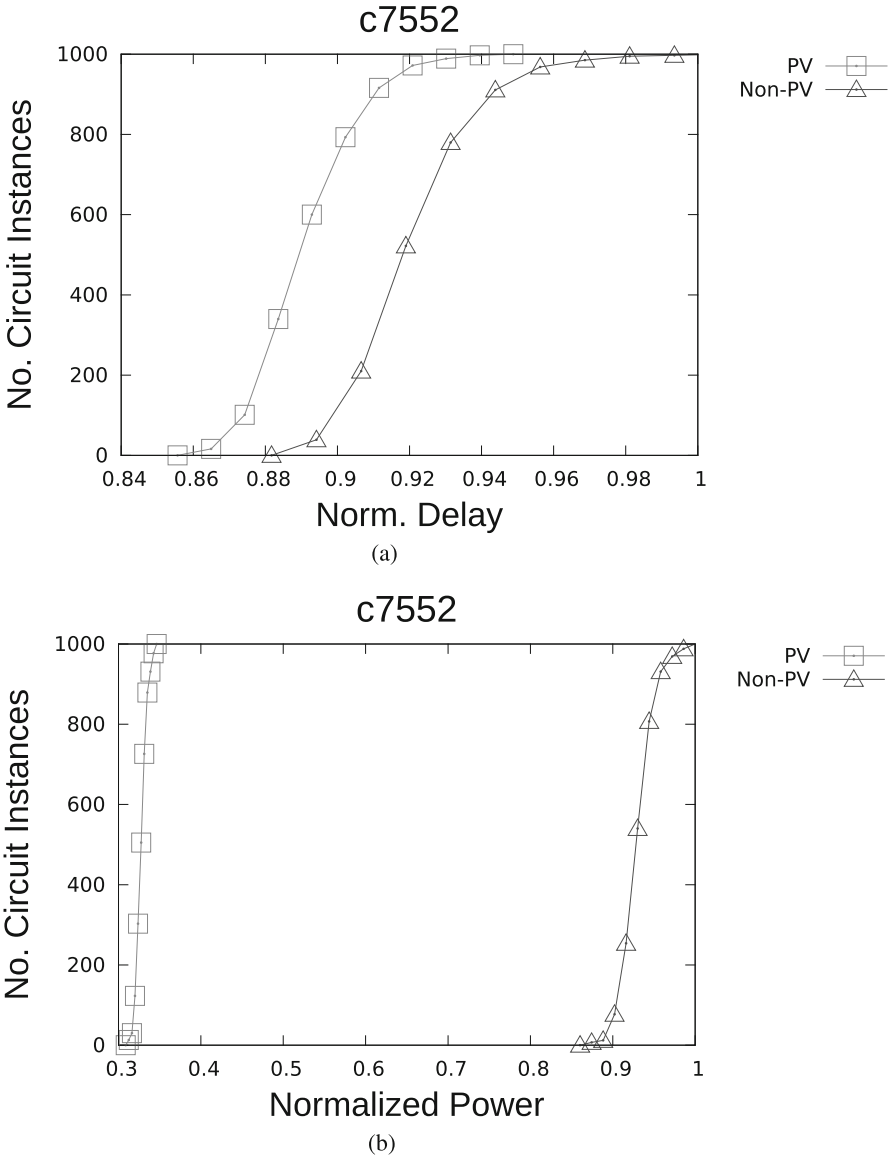 c7552
1000
800
600
400
200
0
No. Circuit Instances
0.84 0.86 0.88 0.9 0.92 0.94 0.96 0.98 1
Norm. Delay
PV
Non-PV
(a)
c7552
1000
800
600
400
200
0
No. Circuit Instances
0.3 0.4 0.5 0.6 0.7 0.8 0.9 1
Normalized Power
PV
Non-PV
(b)